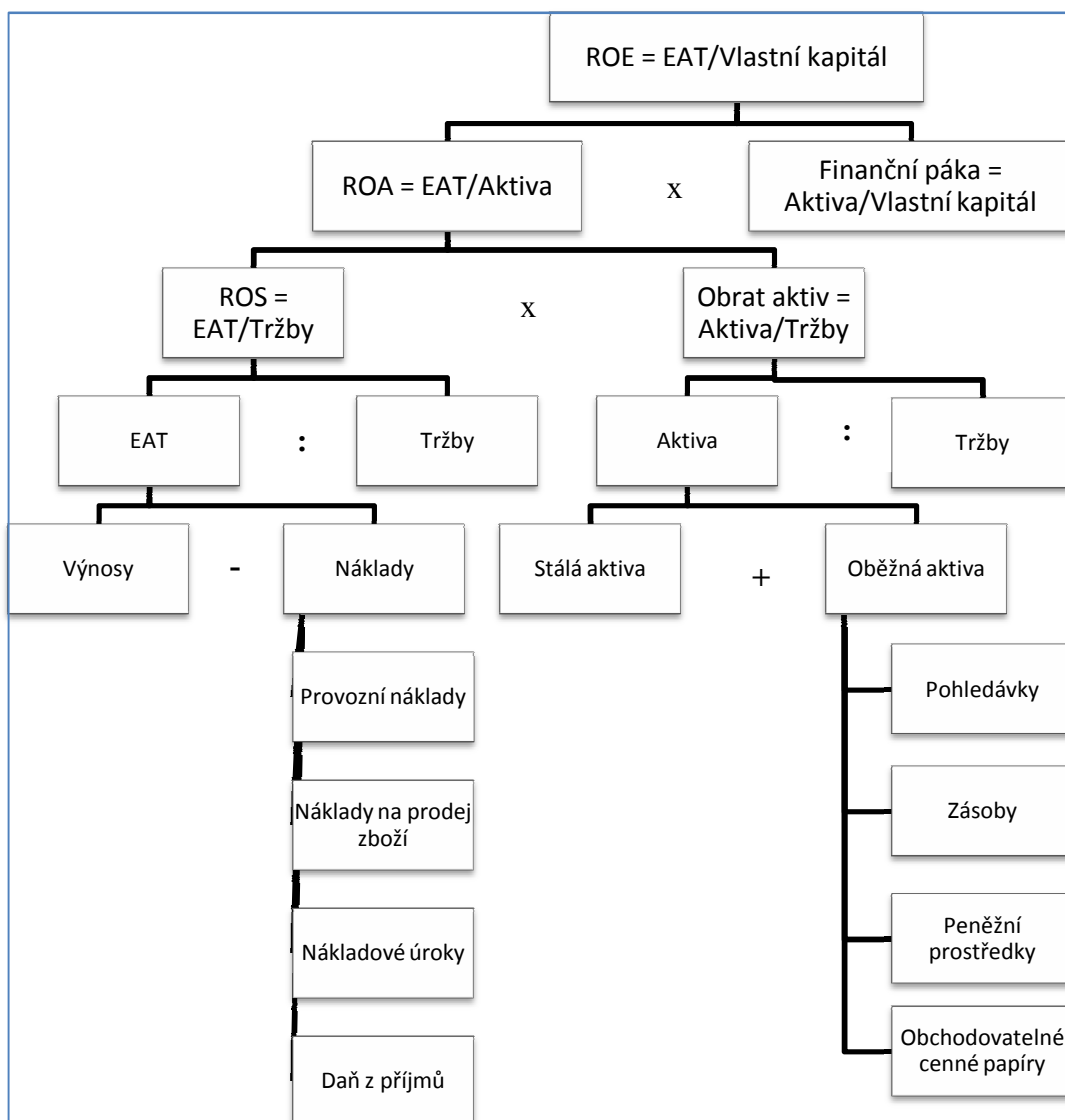 ROE = EAT/Vlastní kapitál
ROA = EAT/Aktiva
x
Finanční páka =
Aktiva/Vlastní kapitál
ROS =
EAT/Tržby
x
Obrat aktiv =
Aktiva/Tržby
EAT
:
Tržby
Aktiva
:
Tržby
Výnosy
-
Náklady
Stálá aktiva
+
Oběžná aktiva
Provozní náklady
Náklady na prodej
zboží
Nákladové úroky
Daň z příjmů
Pohledávky
Zásoby
Peněžní
prostředky
Obchodovatelné
cenné papíry